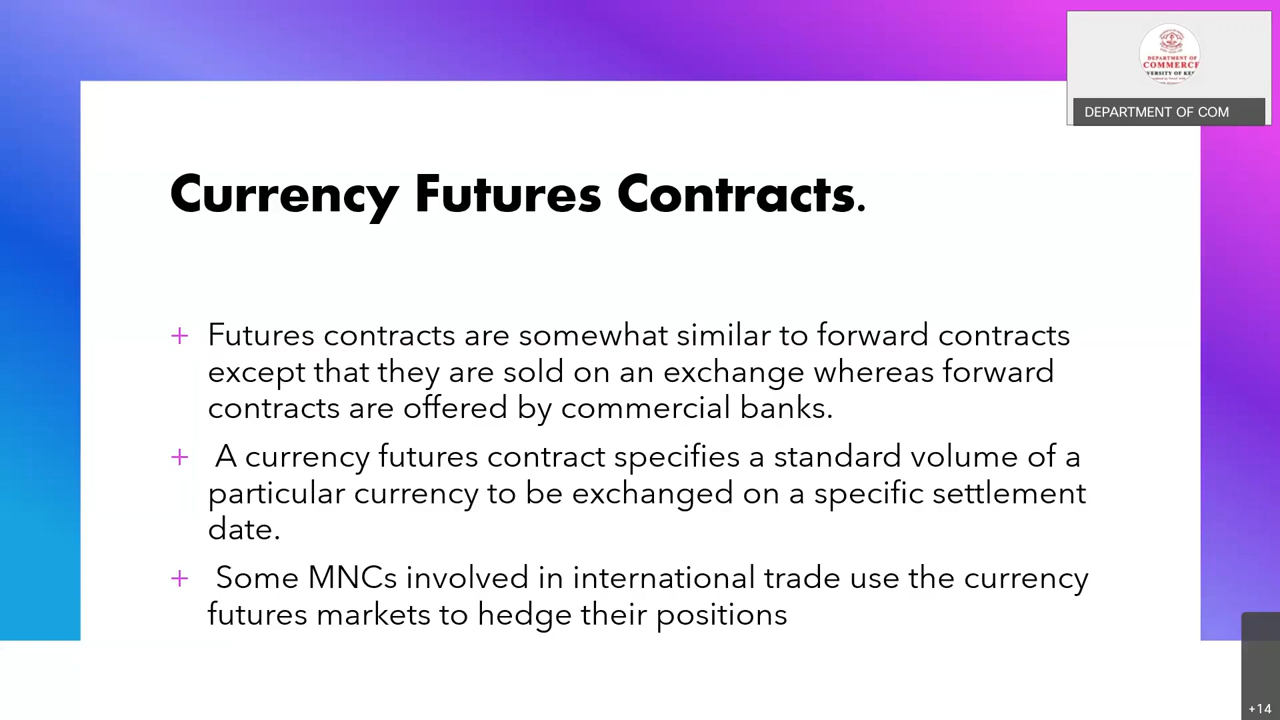 DEPARTMENT OF
COMMERCE
DEPARTMENT OF COM
Currency Futures Contracts.
+ Futures contracts are somewhat similar to forward contracts
except that they are sold on an exchange whereas forward
contracts are offered by commercial banks.
+ A currency futures contract specifies a standard volume of a
particular currency to be exchanged on a specific settlement
date.
+ Some MNCs involved in international trade use the currency
futures markets to hedge their positions
+14